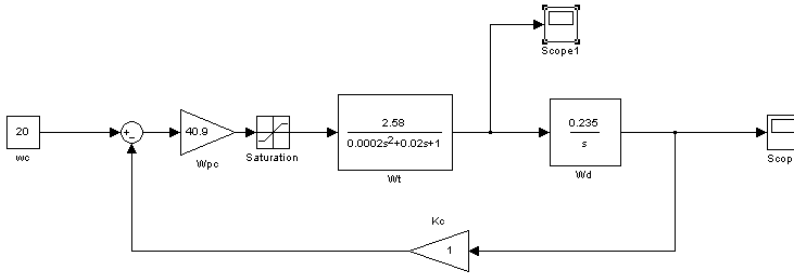 Scope1
20
wc
+
_
40.9
Wpc
Saturation
2.58
0.0002s2+0.02s+1
Wt
0.235
s
Wd
Scop
Kc
1